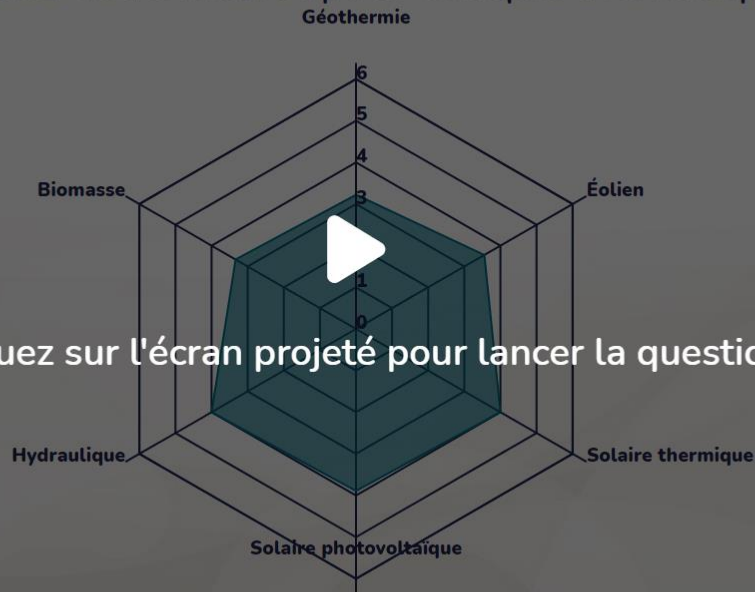 Géothermie
6
5
4
Biomasse
Éolien
3
1
0
uez sur l'écran projeté pour lancer la questio
Hydraulique
Solaire thermique
Solaire photovoltaïque